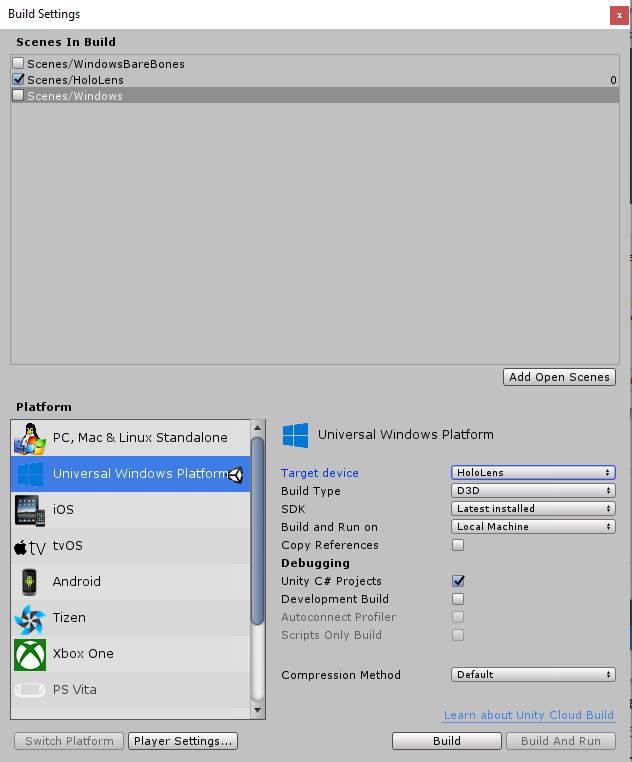 Build Settings
x
Scenes In Build
Scenes/WindowsBareBones
Scenes/HoloLens 0
Scenes/Windows
Add Open Scenes
Platform
PC, Mac & Linux Standalone
Universal Windows Platform
iOS
tv tvOS
Android
Tizen
Xbox One
PS Vita
Universal Windows Platform
Target device HoloLens
Build Type D3D
SDK Latest installed
Build and Run on Local Machine
Copy References
Debugging
Unity C# Projects
Development Build
Autoconnect Profiler
Scripts Only Build
Compression Method Default
Learn about Unity Cloud Build
Switch Platform Player Settings... Build Build And Run